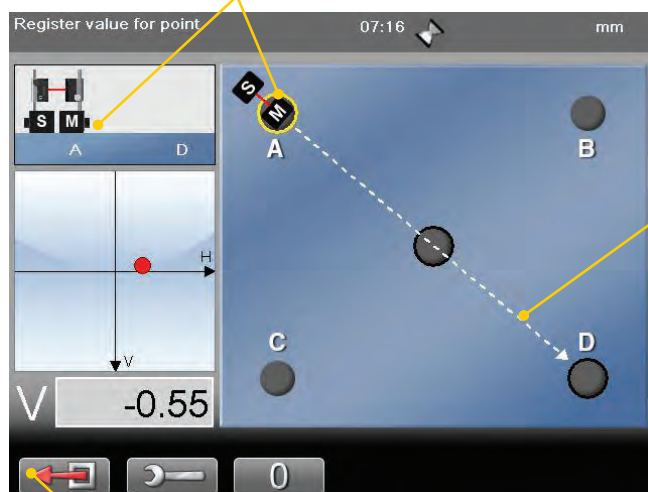 Register value for point 07:16 mm
S M
A D
H
V
V -0.55
S
M
A B
C D
0